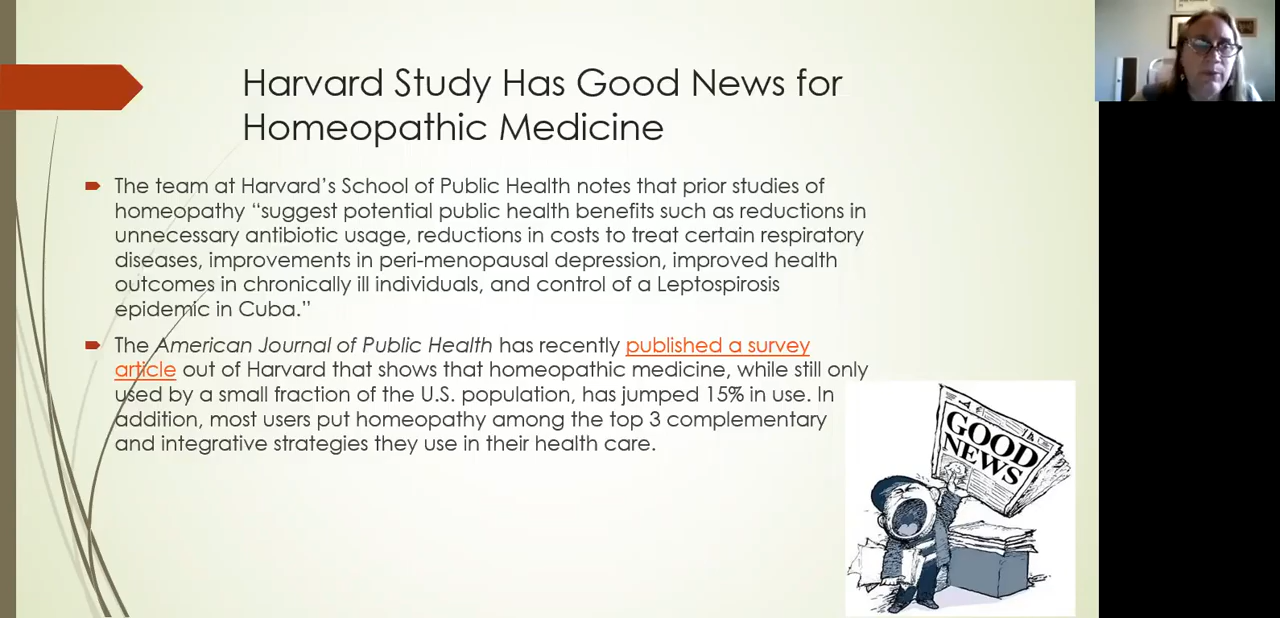 Harvard Study Has Good News for
Homeopathic Medicine
The team at Harvard’s School of Public Health notes that prior studies of
homeopathy “suggest potential public health benefits such as reductions in
unnecessary antibiotic usage, reductions in costs to treat certain respiratory
diseases, improvements in peri-menopausal depression, improved health
outcomes in chronically ill individuals, and control of a Leptospirosis
epidemic in Cuba.”
The American Journal of Public Health has recently published a survey
article out of Harvard that shows that homeopathic medicine, while still only
used by a small fraction of the U.S. population, has jumped 15% in use. In
addition, most users put homeopathy among the top 3 complementary
and integrative strategies they use in their health care.
GOOD
NEWS